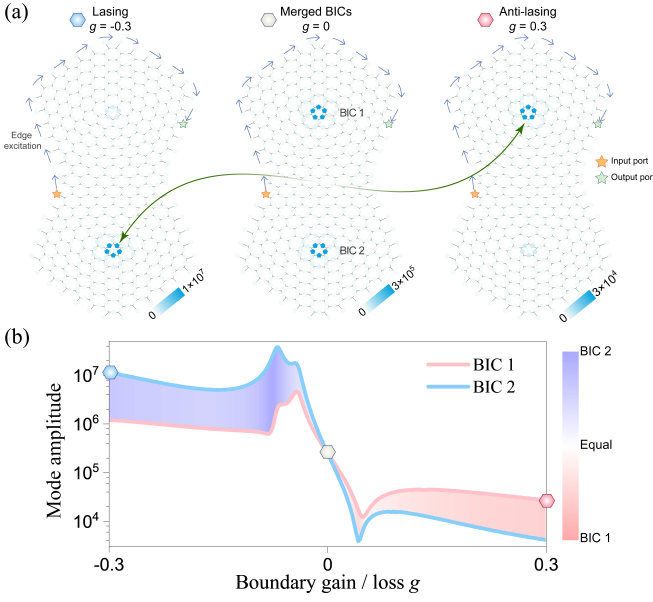 (a)
Lasing
g = -0.3
Merged BICs
g = 0
Anti-lasing
g = 0.3
BIC 1
Edge
excitation
Input port
Output port
BIC 2
0
1×10⁷
0
3×10⁵
0
3×10⁴
(b)
Mode amplitude
10⁷
10⁶
10⁵
10⁴
BIC 1
BIC 2
BIC 2
Equal
BIC 1
-0.3
0
0.3
Boundary gain / loss g